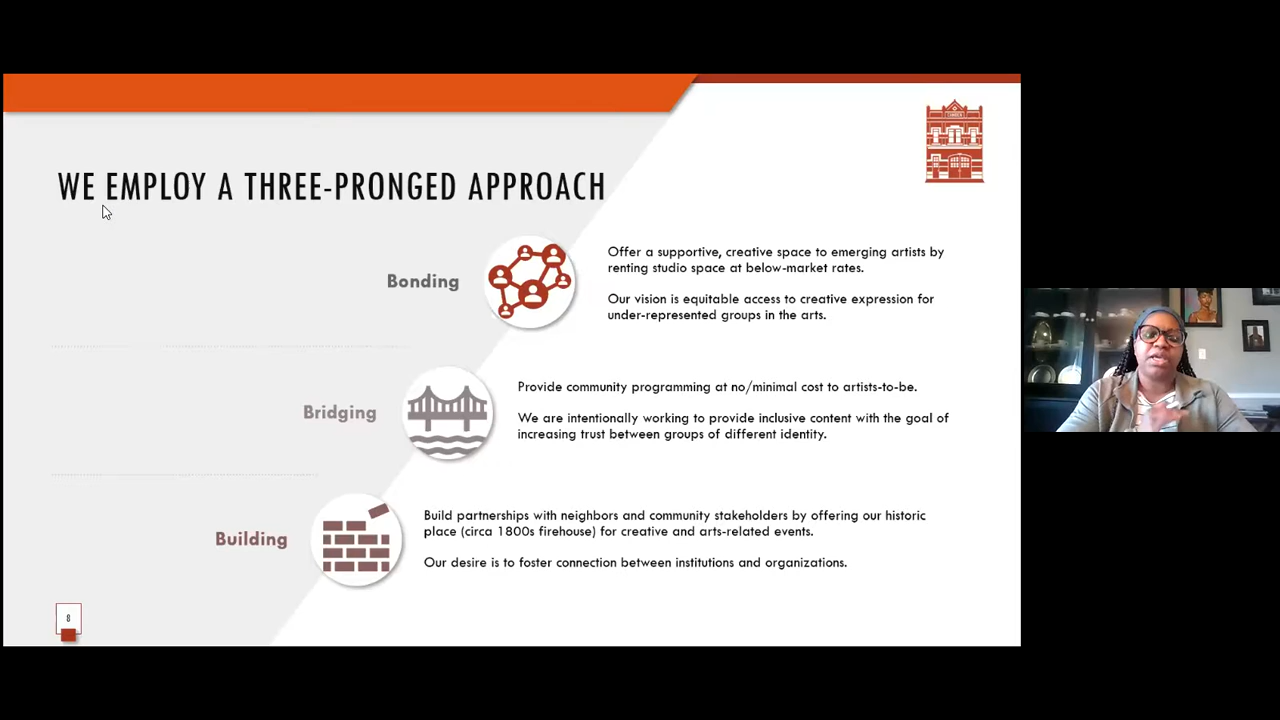 WE EMPLOY A THREE-PRONGED APPROACH
Bonding
Offer a supportive, creative space to emerging artists by
renting studio space at below-market rates.
Our vision is equitable access to creative expression for
under-represented groups in the arts.
Bridging
Provide community programming at no/minimal cost to artists-to-be.
We are intentionally working to provide inclusive content with the goal of
increasing trust between groups of different identity.
Building
Build partnerships with neighbors and community stakeholders by offering our historic
place (circa 1800s firehouse) for creative and arts-related events.
Our desire is to foster connection between institutions and organizations.
8